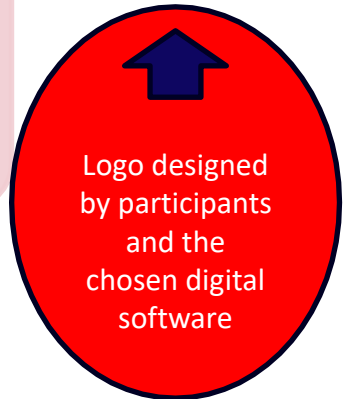 Logo designed
by participants
and the
chosen digital
software